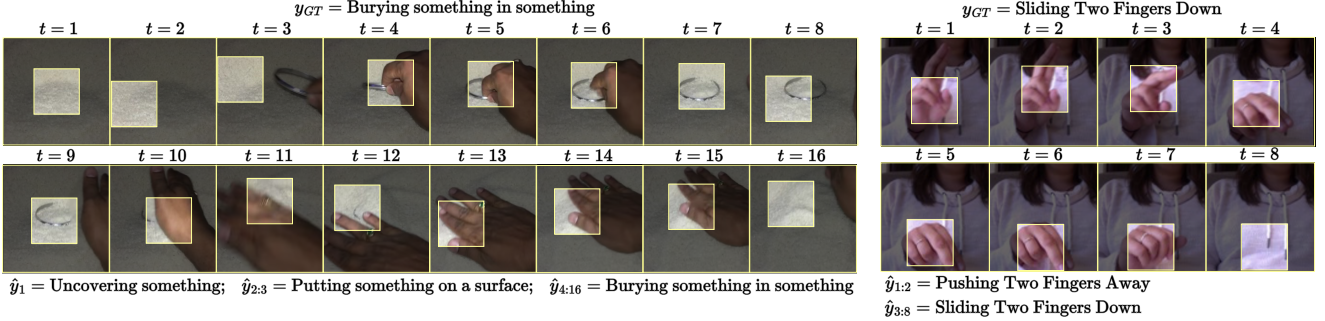 y_GT = Burying something in something
t = 1 t = 2 t = 3 t = 4 t = 5 t = 6 t = 7 t = 8
t = 9 t = 10 t = 11 t = 12 t = 13 t = 14 t = 15 t = 16
ŷ_1 = Uncovering something; ŷ_2:3 = Putting something on a surface; ŷ_4:16 = Burying something in something
y_GT = Sliding Two Fingers Down
t = 1 t = 2 t = 3 t = 4
t = 5 t = 6 t = 7 t = 8
ŷ_1:2 = Pushing Two Fingers Away
ŷ_3:8 = Sliding Two Fingers Down